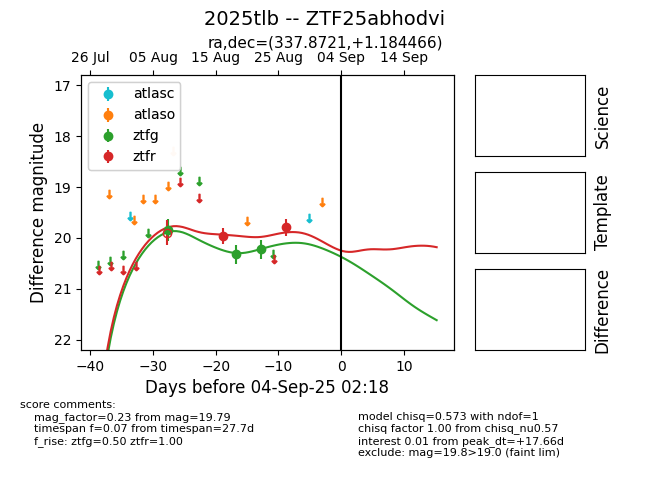 2025tlb -- ZTF25abhodvi
ra,dec=(337.8721,+1.184466)
26 Jul 05 Aug 15 Aug 25 Aug 04 Sep 14 Sep
17
18
19
20
21
22
Difference magnitude
atlasc
atlaso
ztfg
ztfr
−40 −30 −20 −10 0 10
Days before 04-Sep-25 02:18
Science
Template
Difference
score comments:
mag_factor=0.23 from mag=19.79
timespan f=0.07 from timespan=27.7d
f_rise: ztfg=0.50 ztfr=1.00
model chisq=0.573 with ndof=1
chisq factor 1.00 from chisq_nu0.57
interest 0.01 from peak_dt=+17.66d
exclude: mag=19.8>19.0 (faint lim)